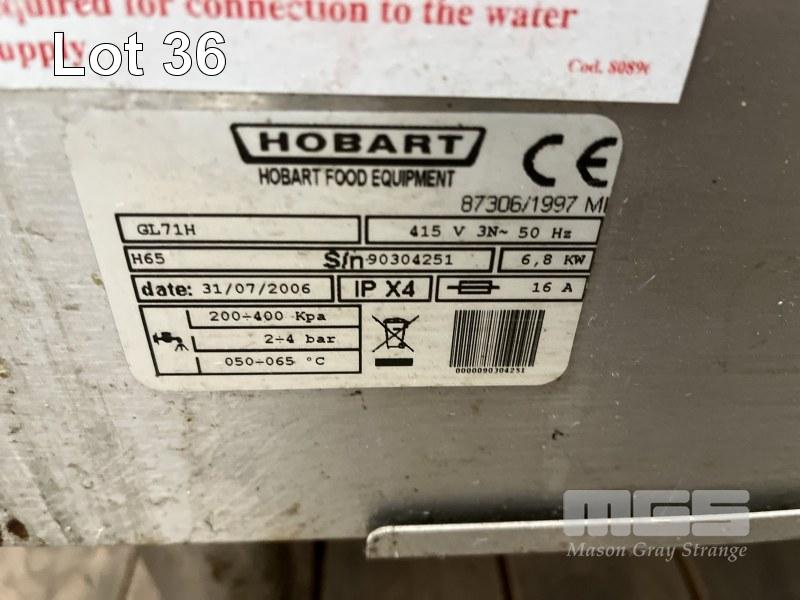 quired for connection to the water
supply
Lot 36
HOBART
HOBART FOOD EQUIPMENT
CE
87306/1997
GL71H 415 V 3N~ 50 Hz
H65 S/n 90304251 6,8 KW
date: 31/07/2006 IP X4 16 A
200÷400 Kpa
2÷4 bar
050÷065 °C
0000090304251
MGS
Mason Gray Strange